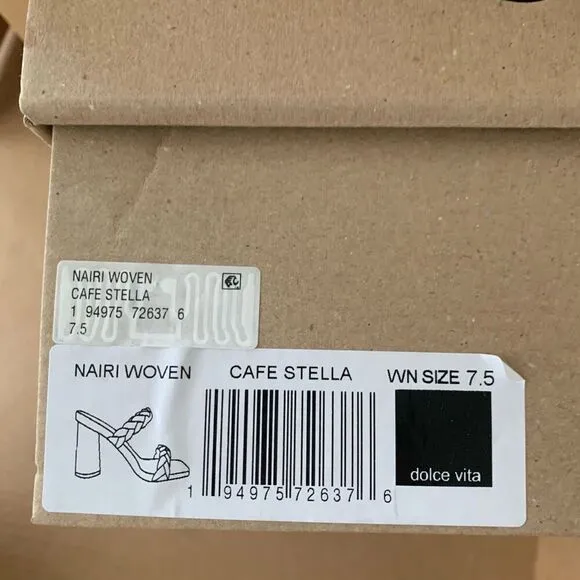 NAIRI WOVEN
CAFE STELLA
1 94975 72637 6
7.5
NAIRI WOVEN CAFE STELLA WN SIZE 7.5
dolce vita
1 94975 72637 6